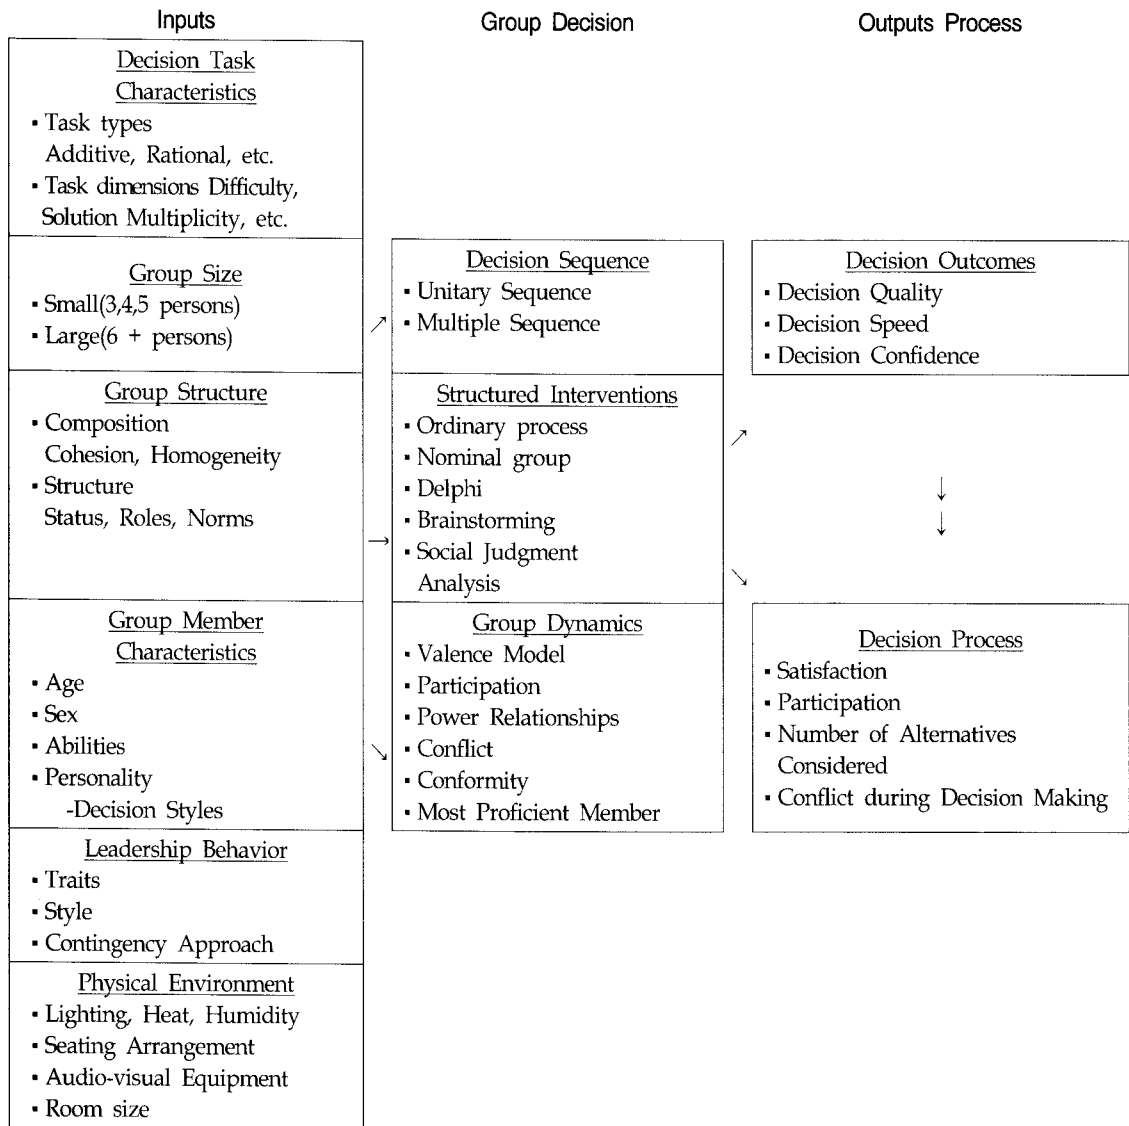 Inputs
Group Decision
Outputs Process
Decision Task
Characteristics
▪ Task types
Additive, Rational, etc.
▪ Task dimensions Difficulty,
Solution Multiplicity, etc.
Group Size
▪ Small(3,4,5 persons)
▪ Large(6 + persons)
Group Structure
▪ Composition
Cohesion, Homogeneity
▪ Structure
Status, Roles, Norms
Group Member
Characteristics
▪ Age
▪ Sex
▪ Abilities
▪ Personality
-Decision Styles
Leadership Behavior
▪ Traits
▪ Style
▪ Contingency Approach
Physical Environment
▪ Lighting, Heat, Humidity
▪ Seating Arrangement
▪ Audio-visual Equipment
▪ Room size
↗
→
↘
Decision Sequence
▪ Unitary Sequence
▪ Multiple Sequence
Structured Interventions
▪ Ordinary process
▪ Nominal group
▪ Delphi
▪ Brainstorming
▪ Social Judgment
Analysis
Group Dynamics
▪ Valence Model
▪ Participation
▪ Power Relationships
▪ Conflict
▪ Conformity
▪ Most Proficient Member
↗
↘
Decision Outcomes
▪ Decision Quality
▪ Decision Speed
▪ Decision Confidence
↓
↓
Decision Process
▪ Satisfaction
▪ Participation
▪ Number of Alternatives
Considered
▪ Conflict during Decision Making